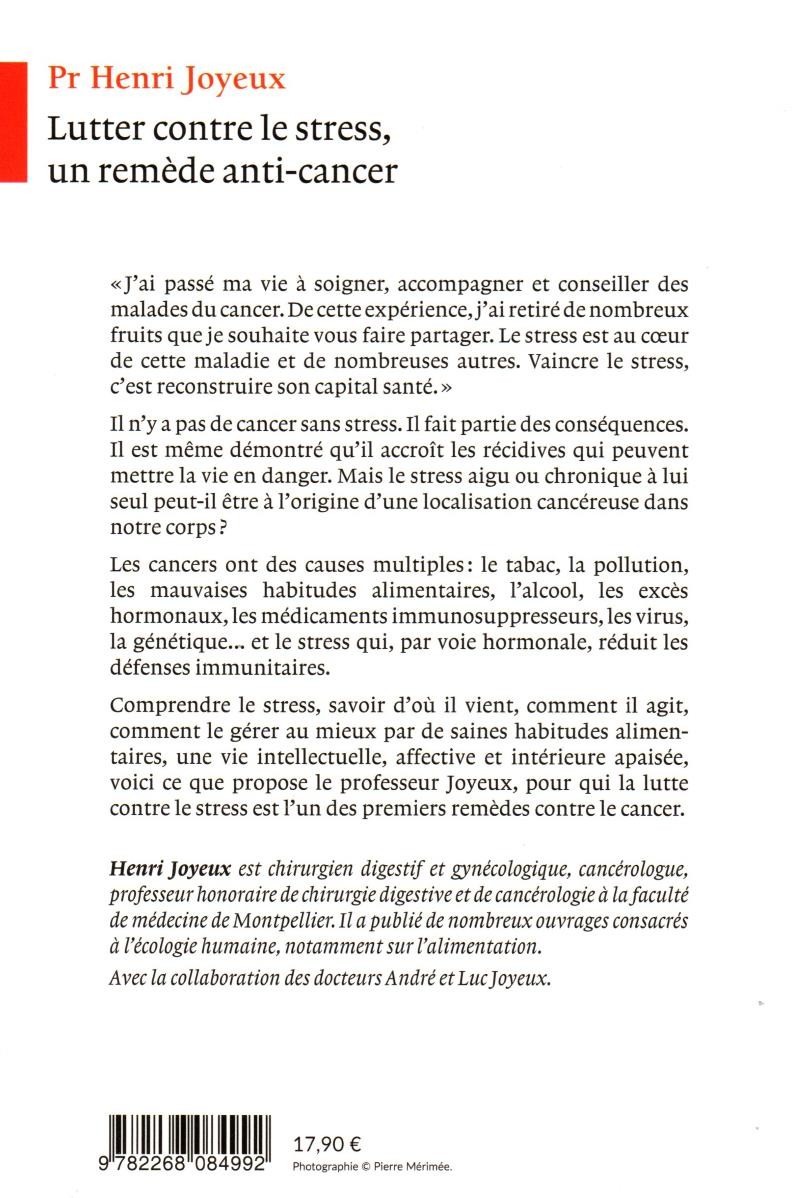 Pr Henri Joyeux
Lutter contre le stress,
un remède anti-cancer
«J’ai passé ma vie à soigner, accompagner et conseiller des
malades du cancer. De cette expérience, j’ai retiré de nombreux
fruits que je souhaite vous faire partager. Le stress est au cœur
de cette maladie et de nombreuses autres. Vaincre le stress,
c’est reconstruire son capital santé.»
Il n’y a pas de cancer sans stress. Il fait partie des conséquences.
Il est même démontré qu’il accroît les récidives qui peuvent
mettre la vie en danger. Mais le stress aigu ou chronique à lui
seul peut-il être à l’origine d’une localisation cancéreuse dans
notre corps ?
Les cancers ont des causes multiples : le tabac, la pollution,
les mauvaises habitudes alimentaires, l’alcool, les excès
hormonaux, les médicaments immunosuppresseurs, les virus,
la génétique... et le stress qui, par voie hormonale, réduit les
défenses immunitaires.
Comprendre le stress, savoir d’où il vient, comment il agit,
comment le gérer au mieux par de saines habitudes alimen-
taires, une vie intellectuelle, affective et intérieure apaisée,
voici ce que propose le professeur Joyeux, pour qui la lutte
contre le stress est l’un des premiers remèdes contre le cancer.
Henri Joyeux est chirurgien digestif et gynécologique, cancérologue,
professeur honoraire de chirurgie digestive et de cancérologie à la faculté
de médecine de Montpellier. Il a publié de nombreux ouvrages consacrés
à l’écologie humaine, notamment sur l’alimentation.
Avec la collaboration des docteurs André et Luc Joyeux.
17,90 €
9 782268 084992
Photographie © Pierre Mérimée.